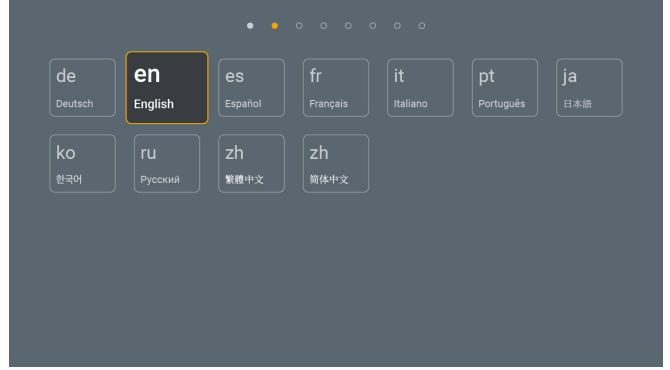 de
Deutsch
en
English
es
Español
fr
Français
it
Italiano
pt
Português
ja
日本語
ko
한국어
ru
Русский
zh
繁體中文
zh
简体中文